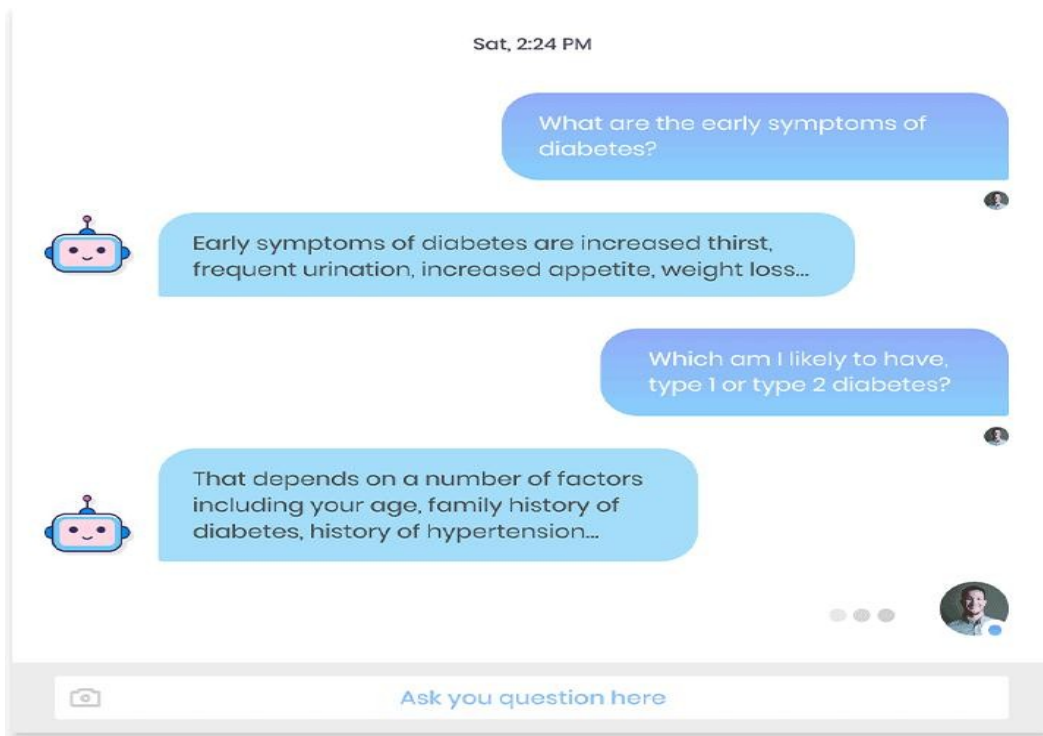 Sat, 2:24 PM
What are the early symptoms of
diabetes?
Early symptoms of diabetes are increased thirst,
frequent urination, increased appetite, weight loss...
Which am I likely to have,
type 1 or type 2 diabetes?
That depends on a number of factors
including your age, family history of
diabetes, history of hypertension...
Ask you question here